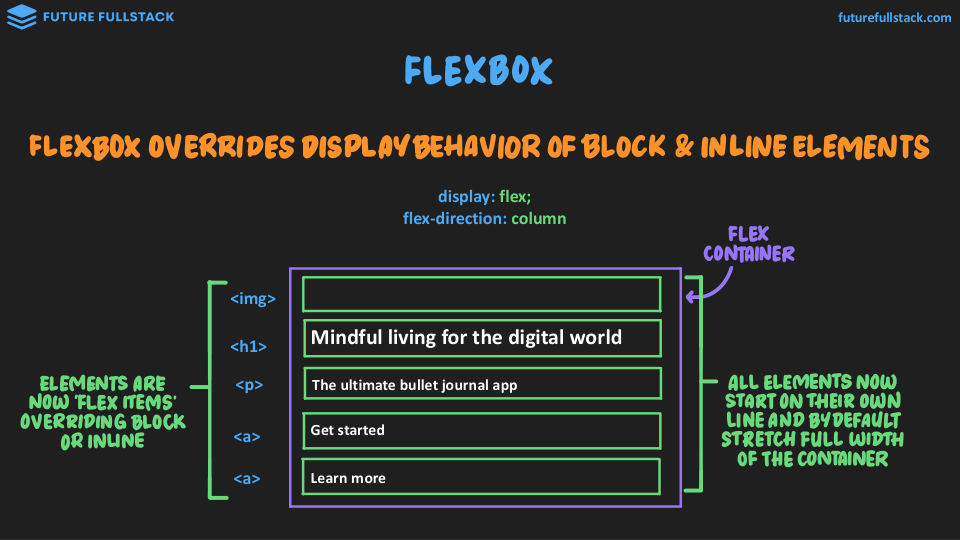 FUTURE FULLSTACK
futurefullstack.com
FLEXBOX
FLEXBOX OVERRIDES DISPLAY BEHAVIOR OF BLOCK & INLINE ELEMENTS
display: flex;
flex-direction: column
FLEX
CONTAINER
<img>
<h1>
Mindful living for the digital world
<p>
The ultimate bullet journal app
<a>
Get started
<a>
Learn more
ELEMENTS ARE
NOW 'FLEX ITEMS'
OVERRIDING BLOCK
OR INLINE
ALL ELEMENTS NOW
START ON THEIR OWN
LINE AND BY DEFAULT
STRETCH FULL WIDTH
OF THE CONTAINER